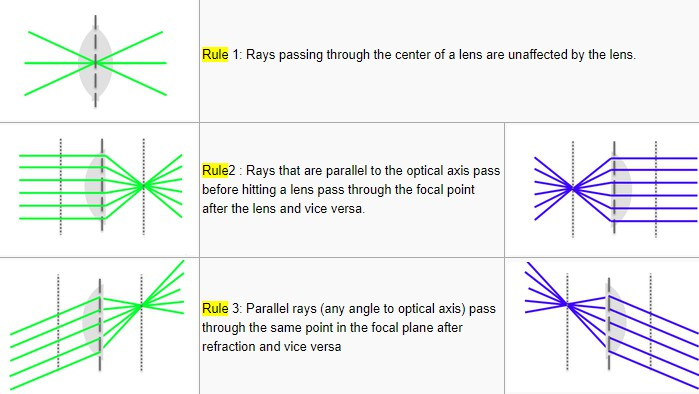 Rule 1: Rays passing through the center of a lens are unaffected by the lens.
Rule2 : Rays that are parallel to the optical axis pass
before hitting a lens pass through the focal point
after the lens and vice versa.
Rule 3: Parallel rays (any angle to optical axis) pass
through the same point in the focal plane after
refraction and vice versa